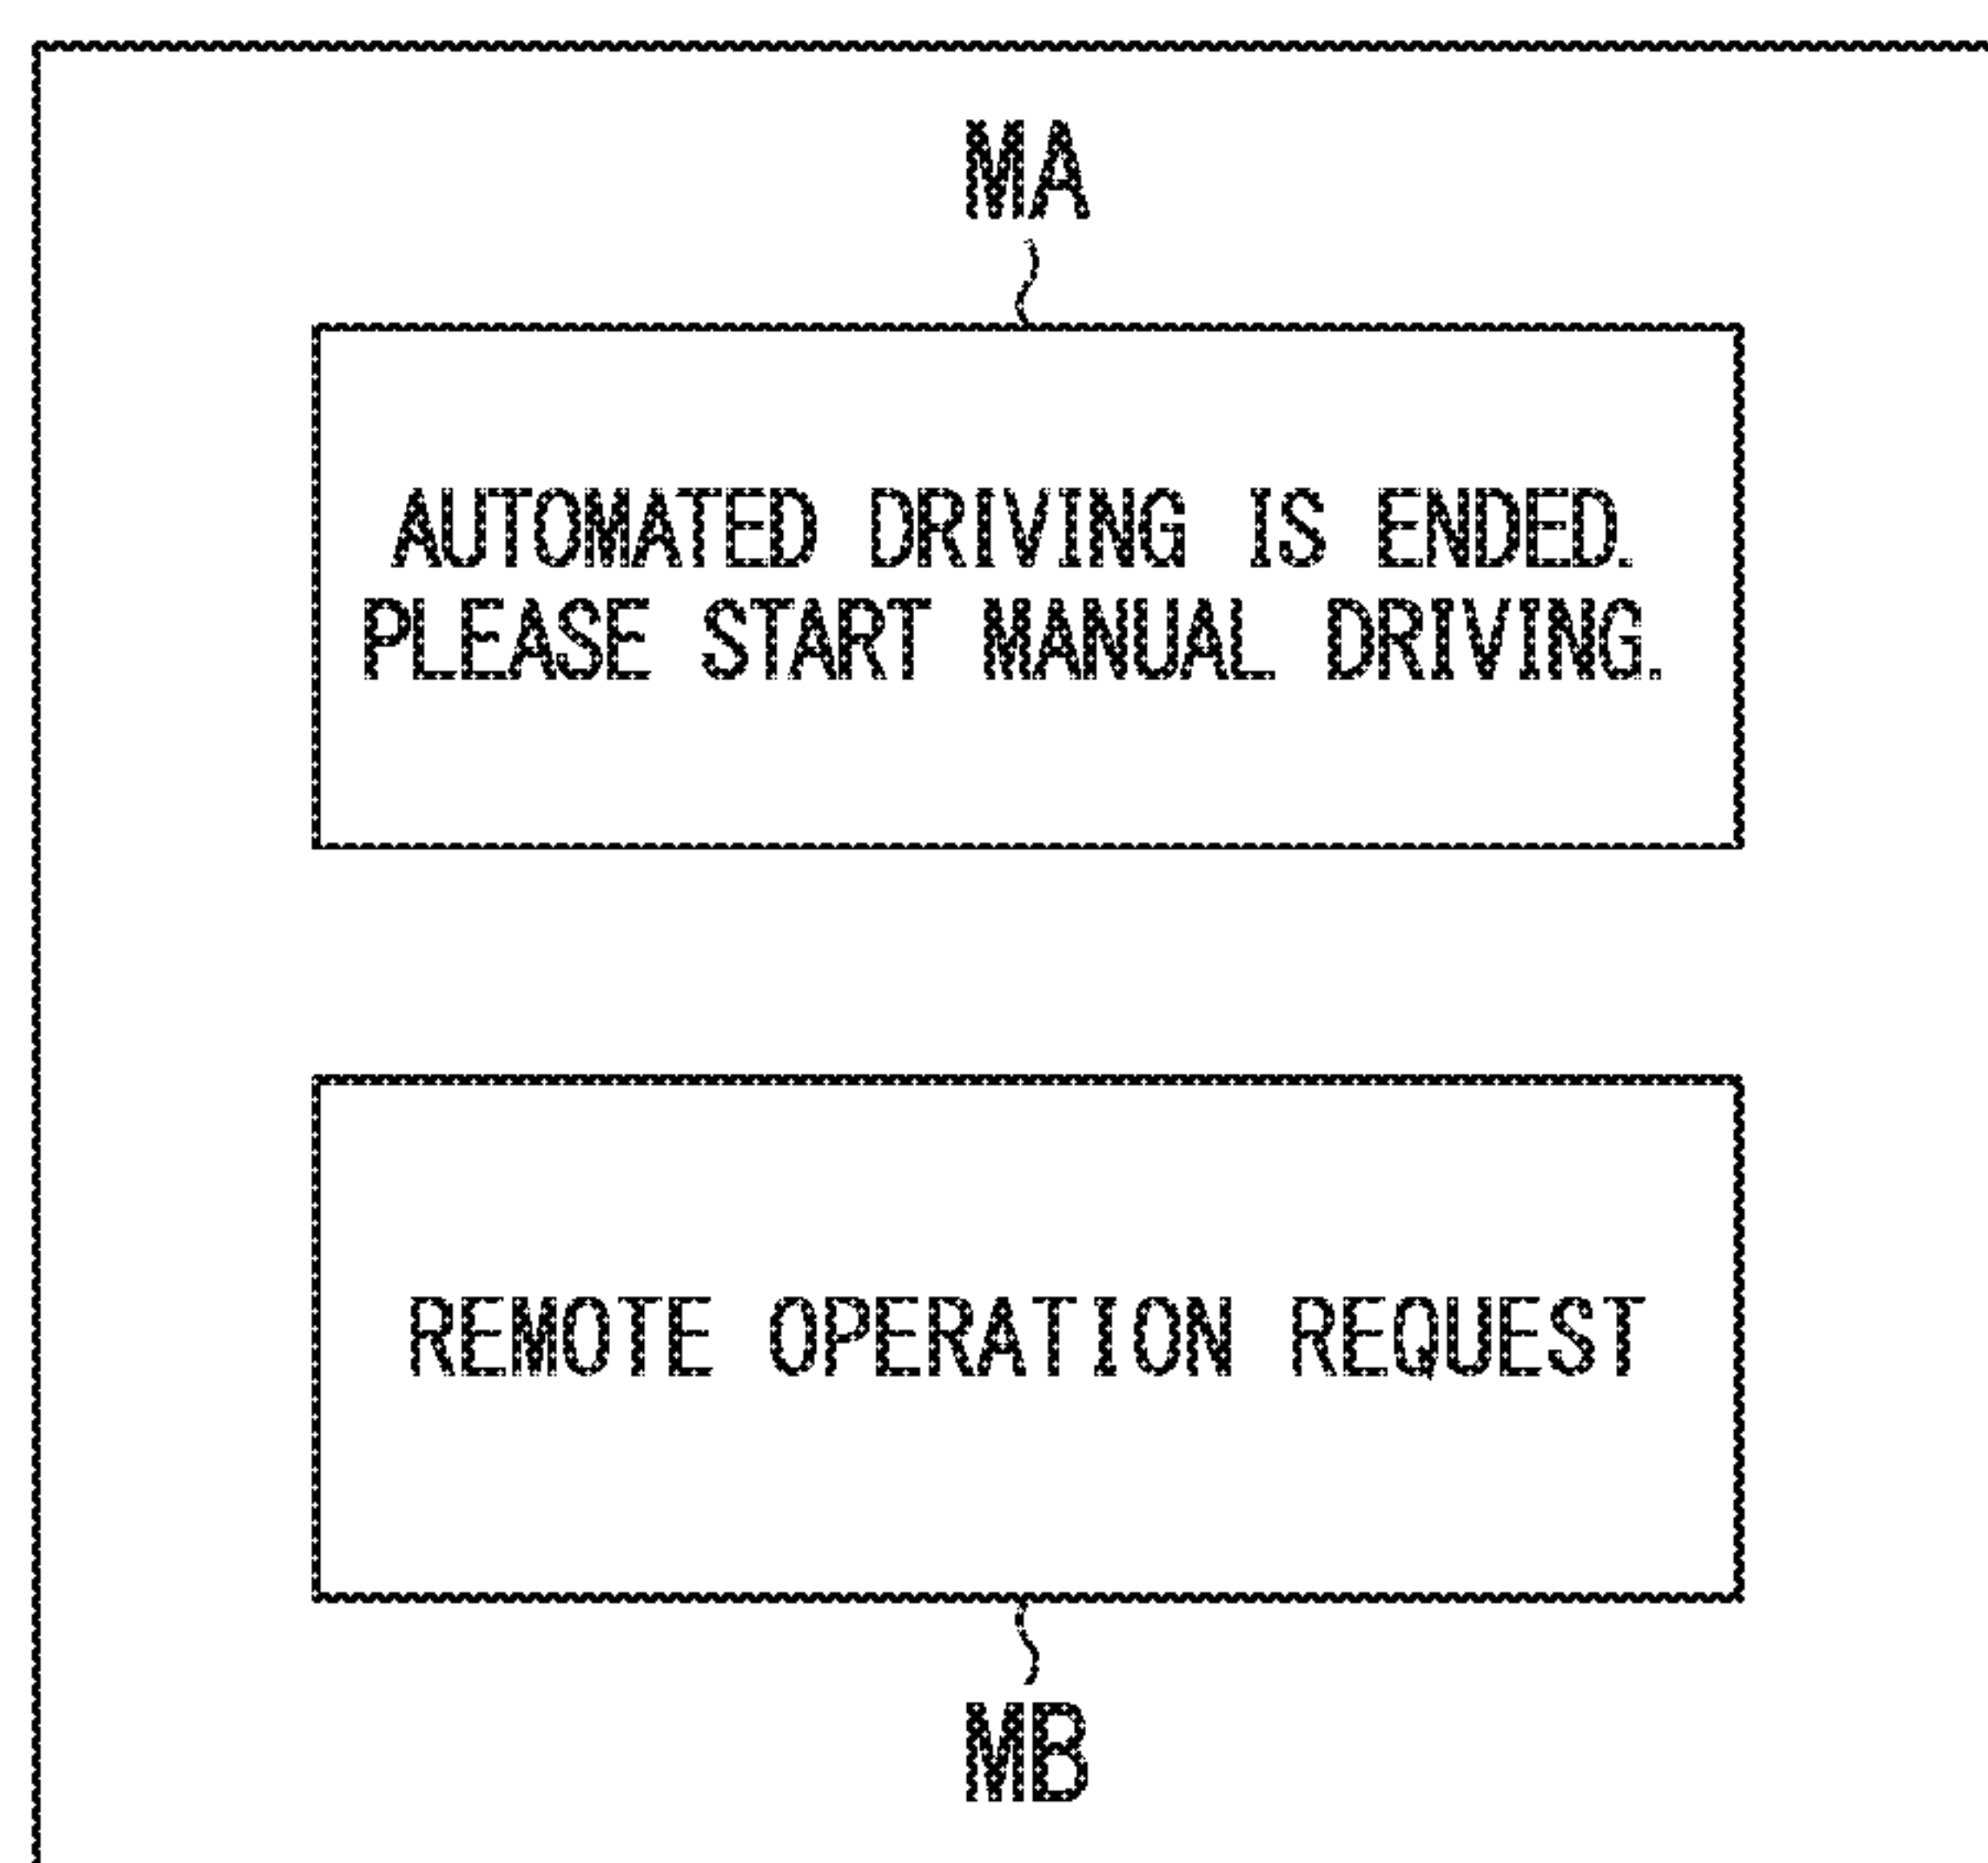 MA
AUTOMATED DRIVING IS ENDED.
PLEASE START MANUAL DRIVING.
REMOTE OPERATION REQUEST
MB